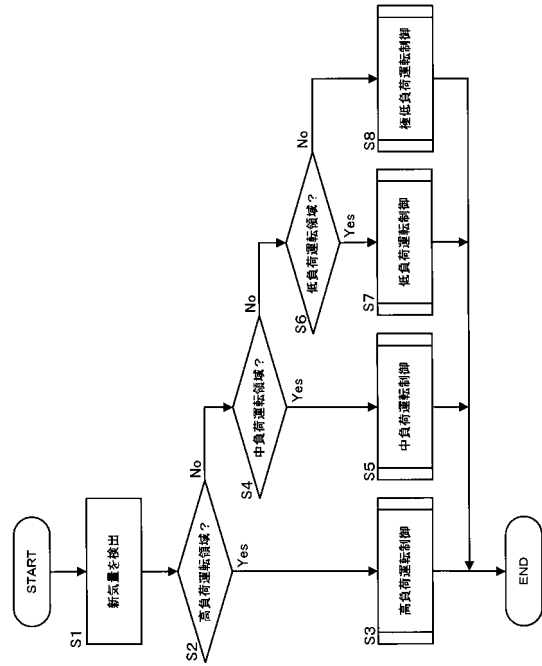 START
S1
新気量を検出
S2
高負荷運転領域？
Yes
No
S3
高負荷運転制御
S4
中負荷運転領域？
Yes
No
S5
中負荷運転制御
S6
低負荷運転領域？
Yes
No
S7
低負荷運転制御
S8
極低負荷運転制御
END